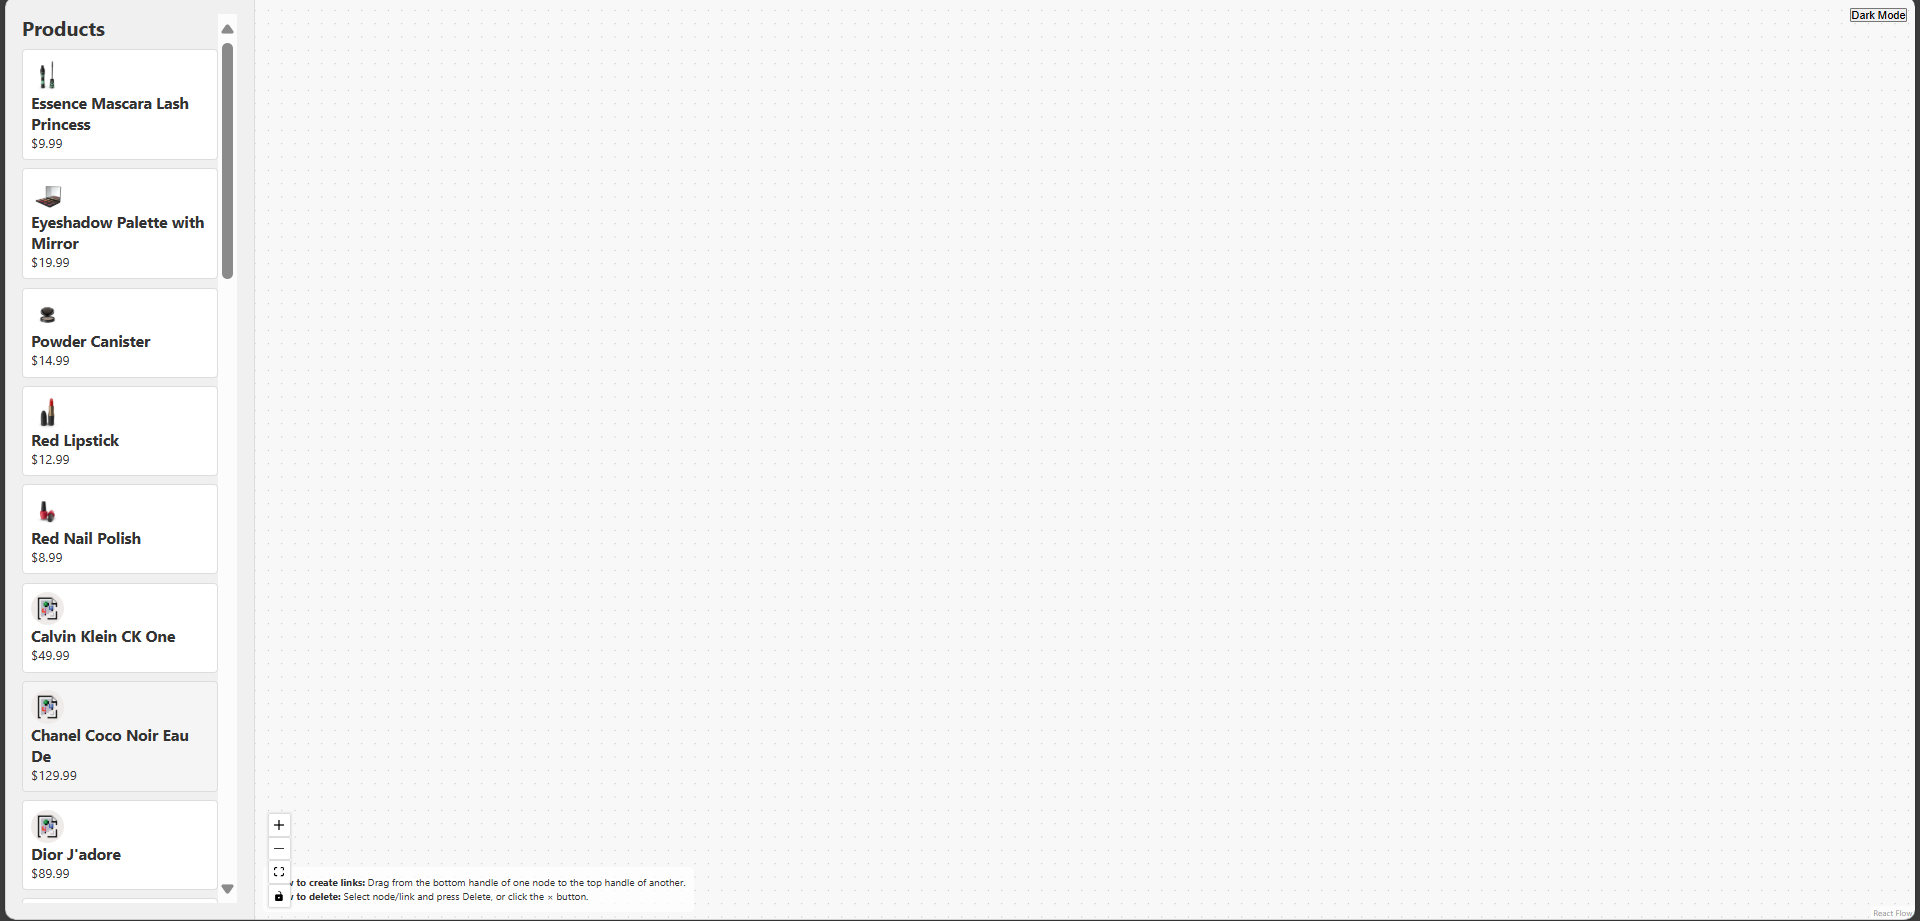 Products
Dark Mode
Essence Mascara Lash
Princess
$9.99
Eyeshadow Palette with
Mirror
$19.99
Powder Canister
$14.99
Red Lipstick
$12.99
Red Nail Polish
$8.99
Calvin Klein CK One
$49.99
Chanel Coco Noir Eau
De
$129.99
Dior J'adore
$89.99
to create links: Drag from the bottom handle of one node to the top handle of another.
to delete: Select node/link and press Delete, or click the × button.
React Flow